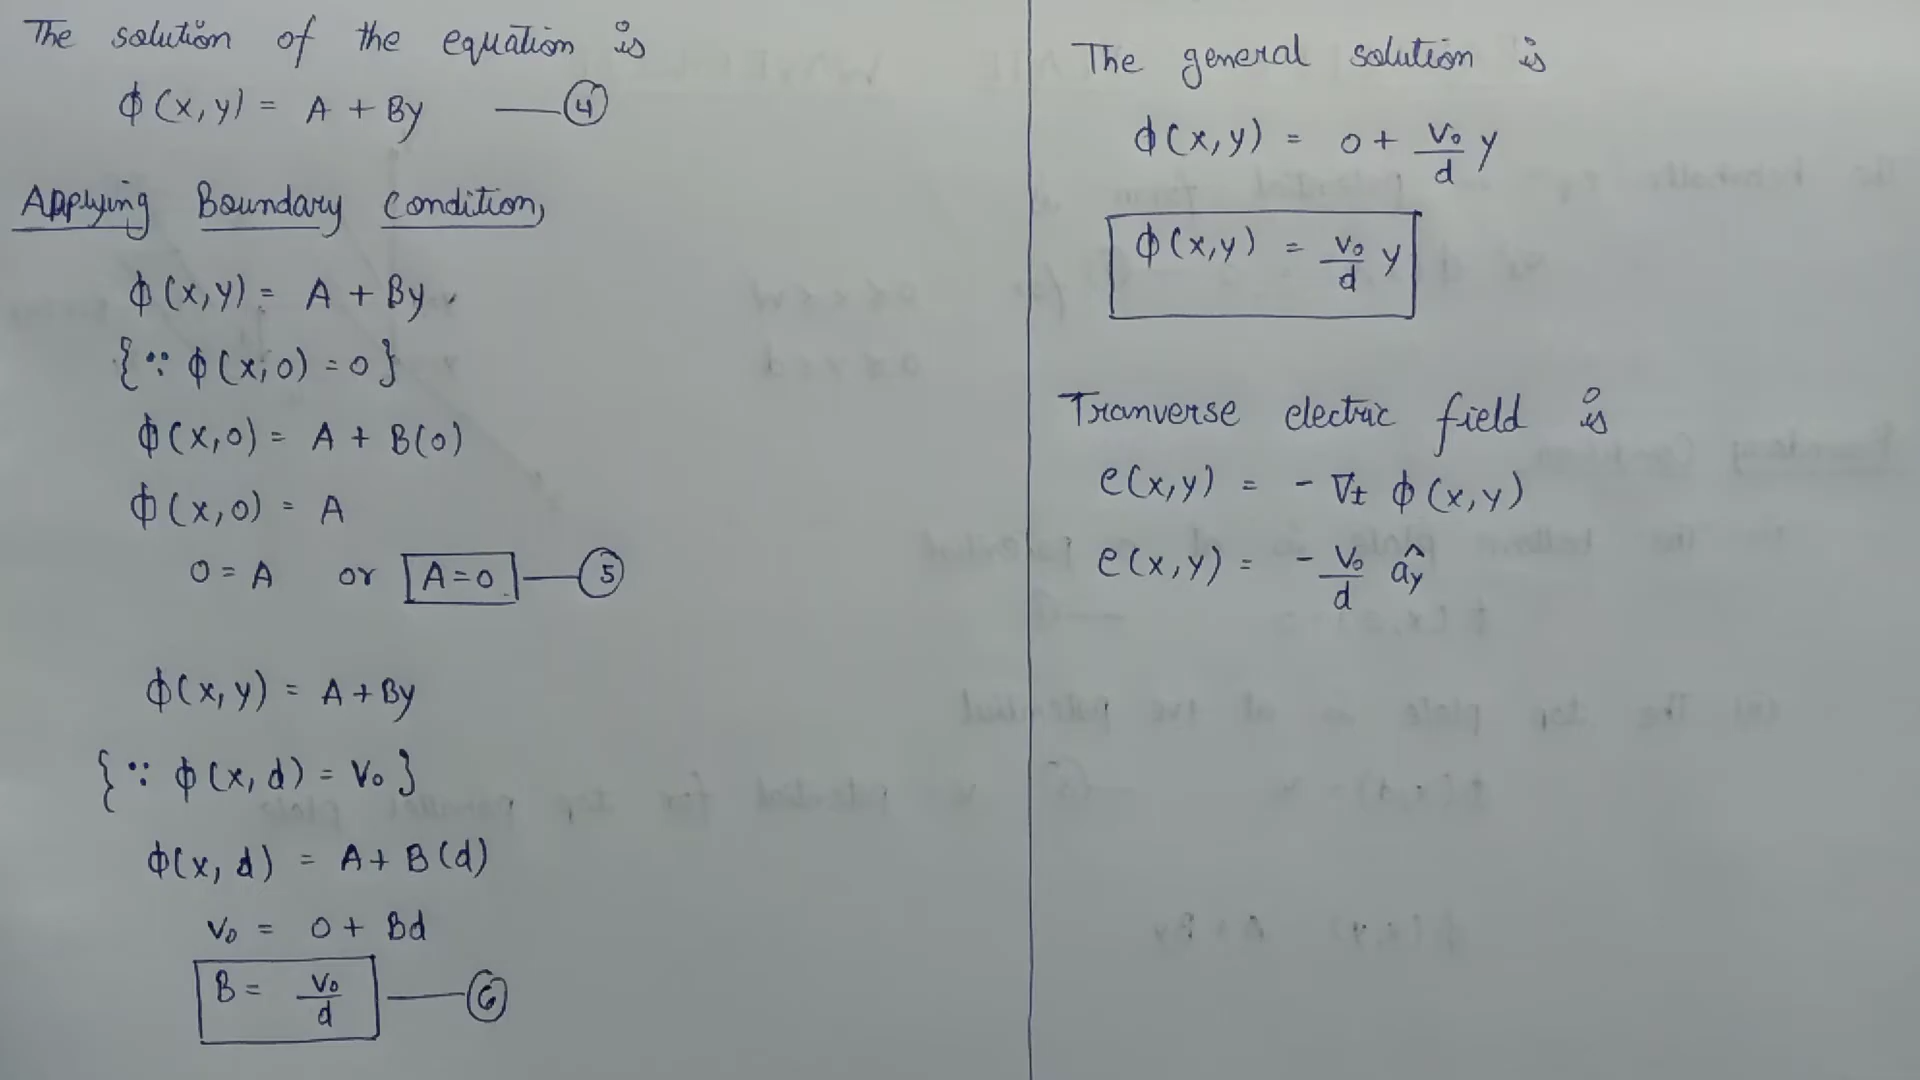 The solution of the equation is
ϕ(x,y) = A + By —④
Applying Boundary Condition,
ϕ(x,y) = A + By
{∵ ϕ(x,0) = 0}
ϕ(x,0) = A + B(0)
ϕ(x,0) = A
0 = A or A = 0 —⑤
ϕ(x,y) = A + By
{∵ ϕ(x,d) = V₀}
ϕ(x,d) = A + B(d)
V₀ = 0 + Bd
B = V₀/d —⑥
The general solution is
ϕ(x,y) = 0 + V₀/d y
ϕ(x,y) = V₀/d y
Tranverse electric field is
e(x,y) = - ∇t ϕ(x,y)
e(x,y) = - V₀/d ây